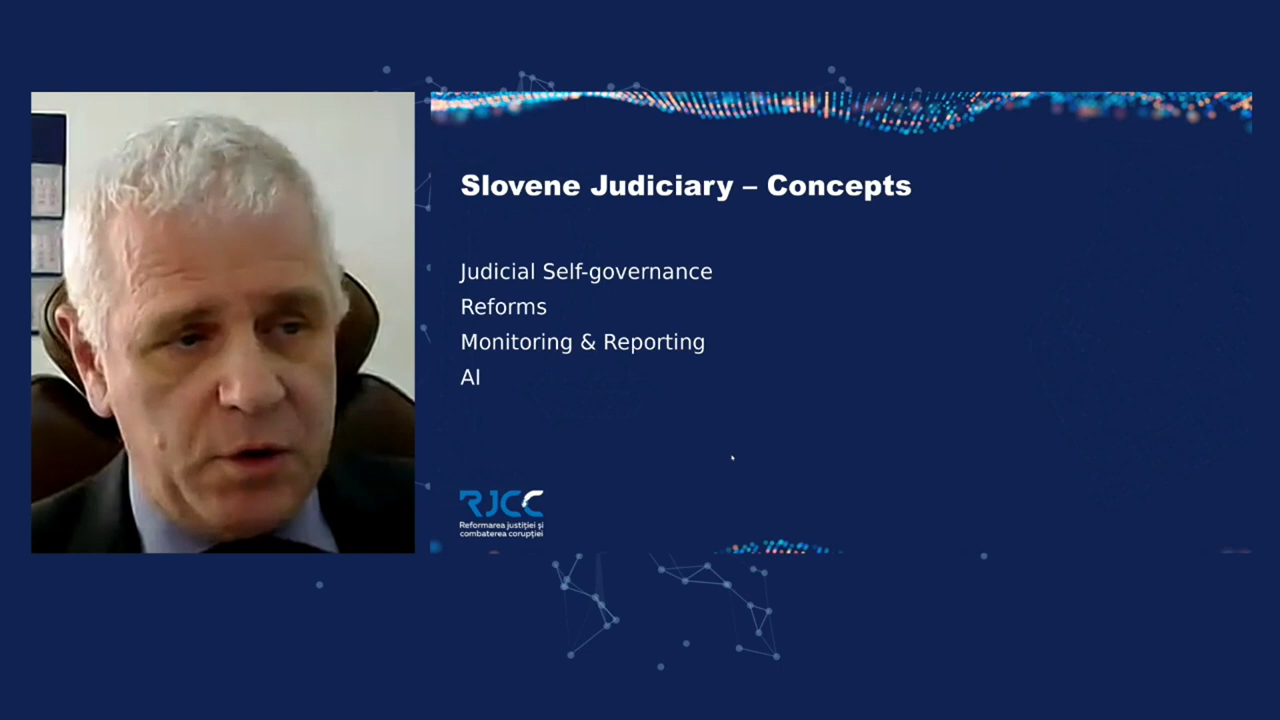 Slovene Judiciary – Concepts
Judicial Self-governance
Reforms
Monitoring & Reporting
AI
RJCC
Reformarea justiției și
combaterea corupției